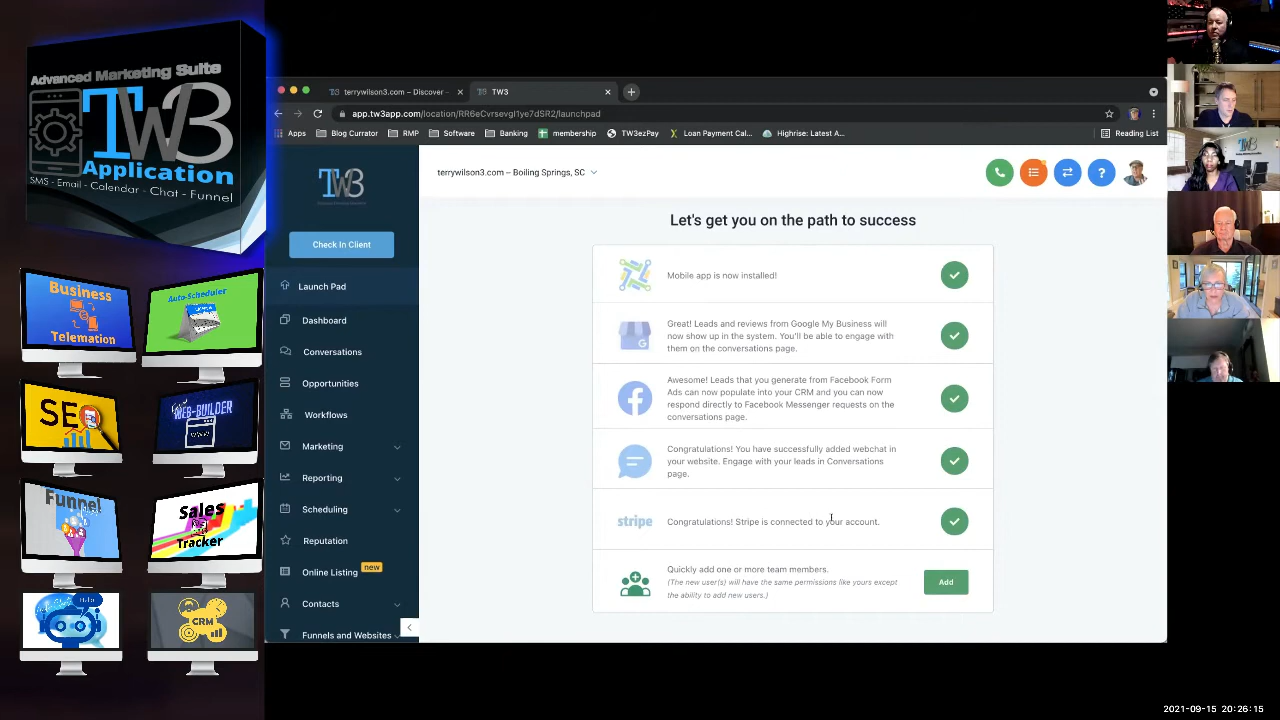 Advanced Marketing Suite
TW3
Application
SMS - Email - Calendar - Chat - Funnel
Business
Telemation
Auto-Scheduler
SEO
WEB-BUILDER
WWW
Funnel
Sales
Tracker
Help
CRM
terrywilson3.com – Discover -
TW3
app.tw3app.com/location/RR6eCvrsevgI1ye7dSR2/launchpad
Apps
Blog Currator
RMP
Software
Banking
membership
TW3ezPay
Loan Payment Cal...
Highrise: Latest A...
Reading List
TW3
Check In Client
Launch Pad
Dashboard
Conversations
Opportunities
Workflows
Marketing
Reporting
Scheduling
Reputation
Online Listing new
Contacts
Funnels and Websites
terrywilson3.com – Boiling Springs, SC
?
Let's get you on the path to success
Mobile app is now installed!
Great! Leads and reviews from Google My Business will
now show up in the system. You'll be able to engage with
them on the conversations page.
Awesome! Leads that you generate from Facebook Form
Ads can now populate into your CRM and you can now
respond directly to Facebook Messenger requests on the
conversations page.
Congratulations! You have successfully added webchat in
your website. Engage with your leads in Conversations
page.
stripe
Congratulations! Stripe is connected to your account.
Quickly add one or more team members.
(The new user(s) will have the same permissions like yours except
the ability to add new users.)
Add
TW3
2021-09-15 20:26:15